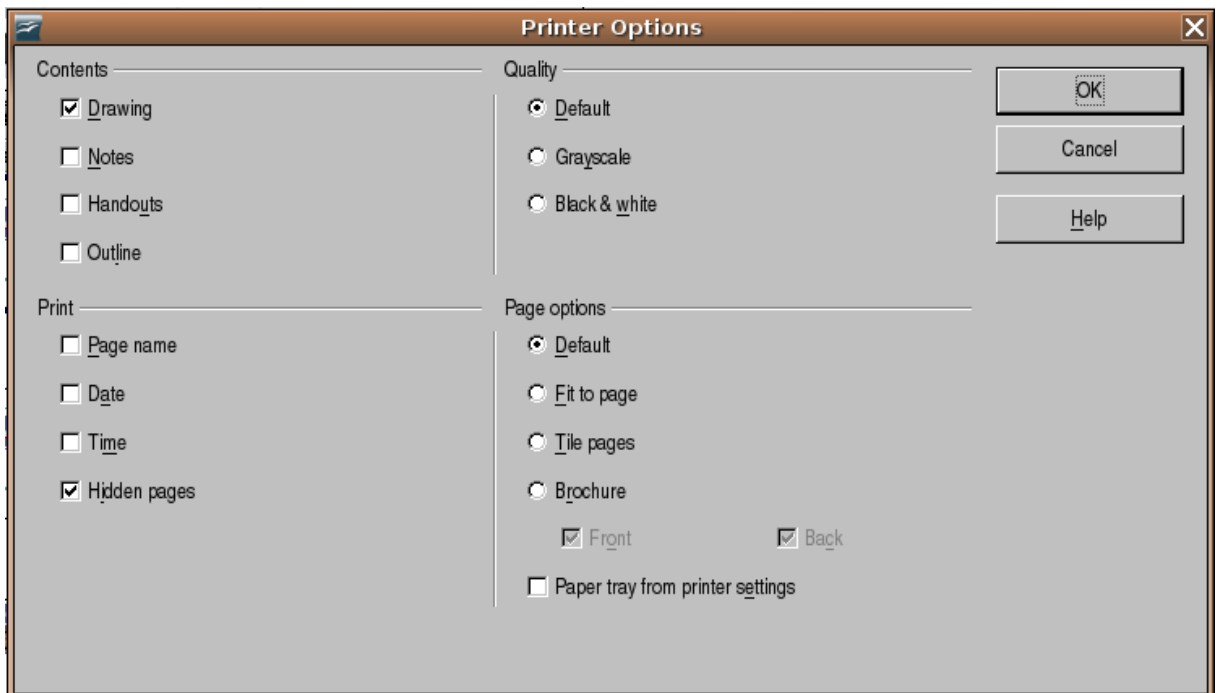 Printer Options
Contents
Drawing
Notes
Handouts
Outline
Quality
Default
Grayscale
Black & white
OK
Cancel
Help
Print
Page name
Date
Time
Hidden pages
Page options
Default
Fit to page
Tile pages
Brochure
Front Back
Paper tray from printer settings